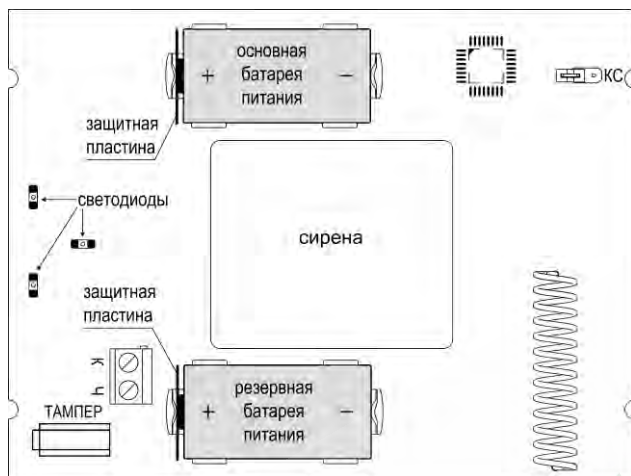 основная
батарея
питания
+
−
КС
защитная
пластина
светодиоды
сирена
защитная
пластина
К
Ч
ТАМПЕР
резервная
батарея
питания
+
−